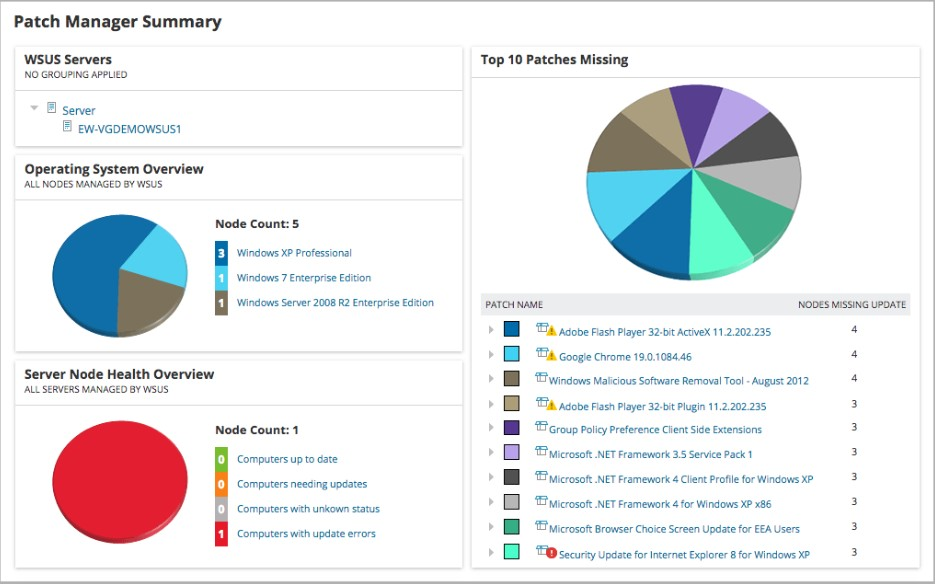 Patch Manager Summary
WSUS Servers
NO GROUPING APPLIED
Server
EW-VGDEMOWSUS1
Operating System Overview
ALL NODES MANAGED BY WSUS
Node Count: 5
3 Windows XP Professional
1 Windows 7 Enterprise Edition
1 Windows Server 2008 R2 Enterprise Edition
Server Node Health Overview
ALL SERVERS MANAGED BY WSUS
Node Count: 1
0 Computers up to date
0 Computers needing updates
0 Computers with unkown status
1 Computers with update errors
Top 10 Patches Missing
PATCH NAME NODES MISSING UPDATE
Adobe Flash Player 32-bit ActiveX 11.2.202.235 4
Google Chrome 19.0.1084.46 4
Windows Malicious Software Removal Tool - August 2012 4
Adobe Flash Player 32-bit Plugin 11.2.202.235 3
Group Policy Preference Client Side Extensions 3
Microsoft .NET Framework 3.5 Service Pack 1 3
Microsoft .NET Framework 4 Client Profile for Windows XP 3
Microsoft .NET Framework 4 for Windows XP x86 3
Microsoft Browser Choice Screen Update for EEA Users 3
Security Update for Internet Explorer 8 for Windows XP 3